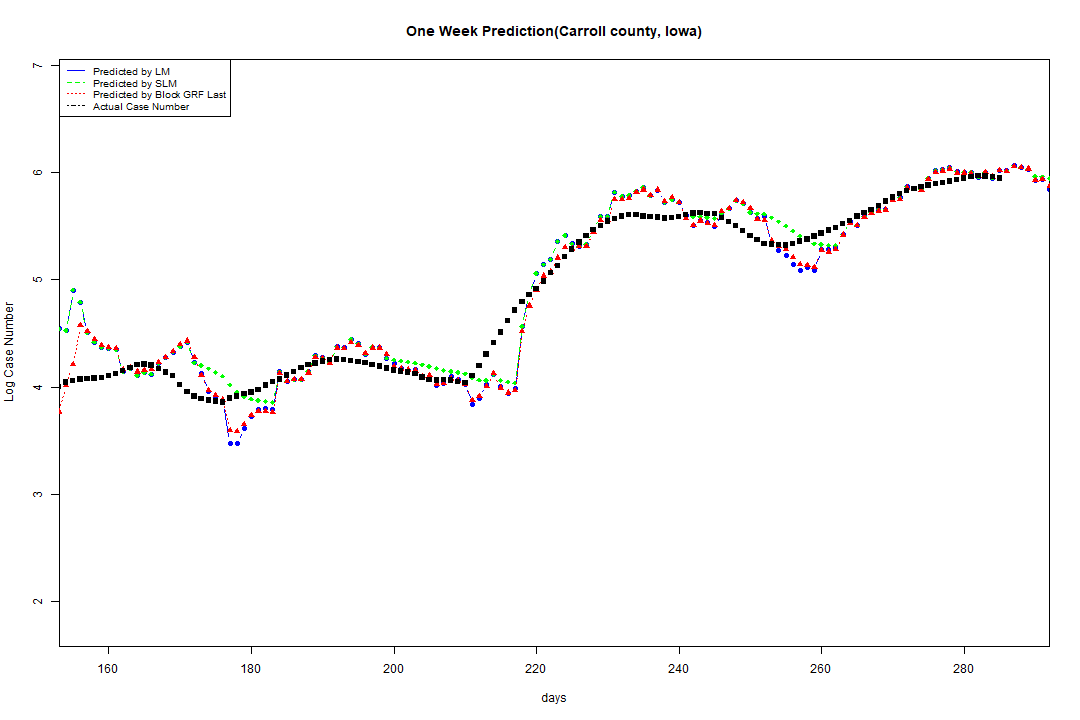 One Week Prediction(Carroll county, Iowa)
Predicted by LM
Predicted by SLM
Predicted by Block GRF Last
Actual Case Number
7
6
5
4
3
2
Log Case Number
160 180 200 220 240 260 280
days